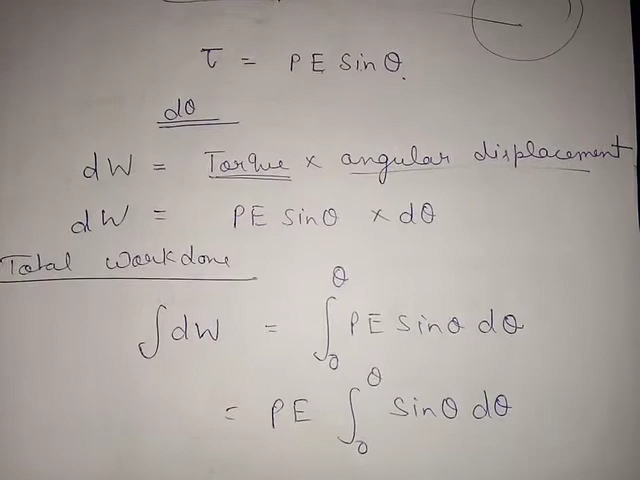 τ = PE sinθ.
dθ
dW = Torque × angular displacement
dW = PE sinθ × dθ
Total workdone
∫dW = ∫₀^θ PE sinθ dθ
= PE ∫₀^θ sinθ dθ